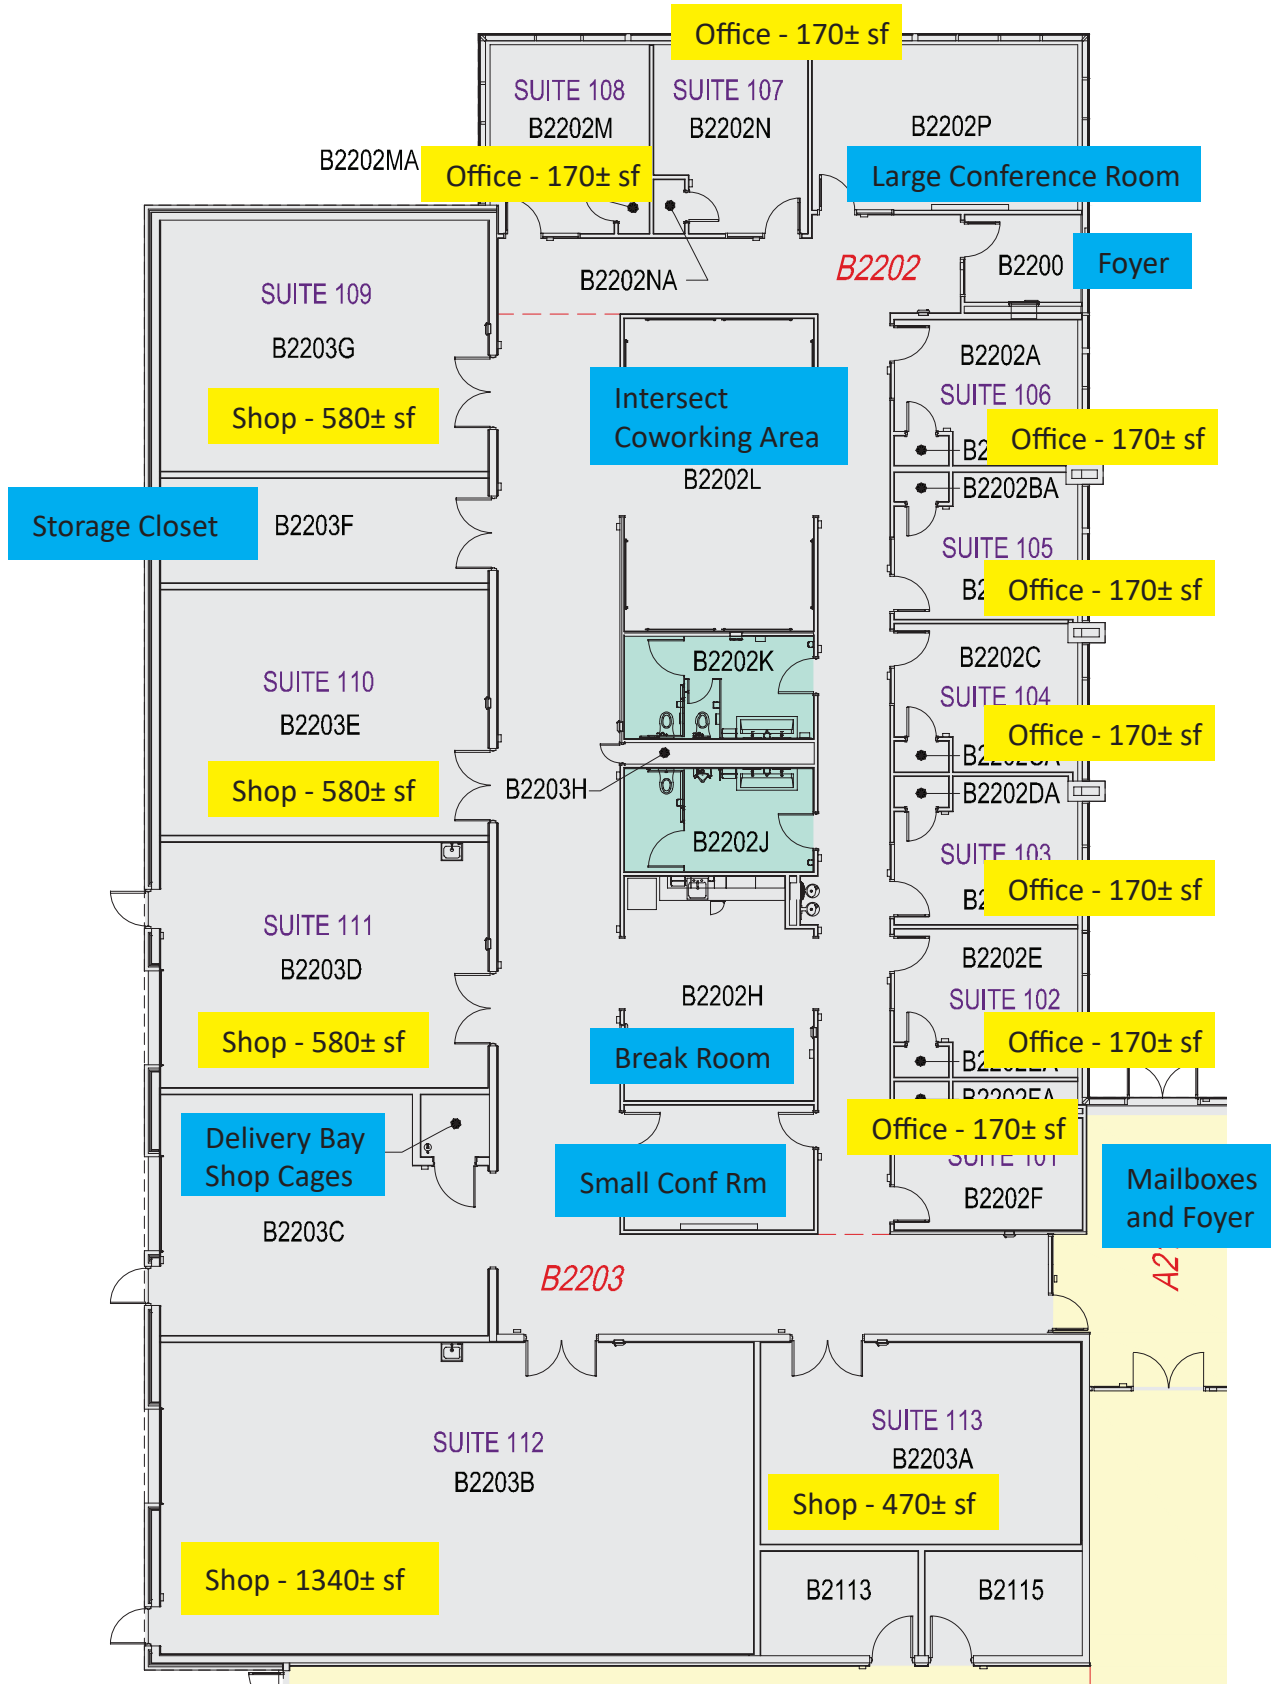 Office - 170± sf
SUITE 108
SUITE 107
B2202M
B2202N
B2202P
B2202MA
Office - 170± sf
Large Conference Room
B2202NA
B2202
B2200
Foyer
SUITE 109
B2203G
Shop - 580± sf
Intersect
Coworking Area
B2202L
B2202A
SUITE 106
Office - 170± sf
B2
B2202BA
Storage Closet
B2203F
SUITE 105
Office - 170± sf
B2
B2202K
B2202C
SUITE 110
B2203E
SUITE 104
Office - 170± sf
Shop - 580± sf
B2203H
B2202DA
B2202J
SUITE 103
Office - 170± sf
B2
SUITE 111
B2203D
B2202H
B2202E
SUITE 102
Shop - 580± sf
Break Room
Office - 170± sf
Delivery Bay
Shop Cages
Office - 170± sf
SUITE 101
Small Conf Rm
B2202F
Mailboxes
and Foyer
B2203C
B2203
SUITE 112
B2203B
SUITE 113
B2203A
Shop - 470± sf
Shop - 1340± sf
B2113
B2115